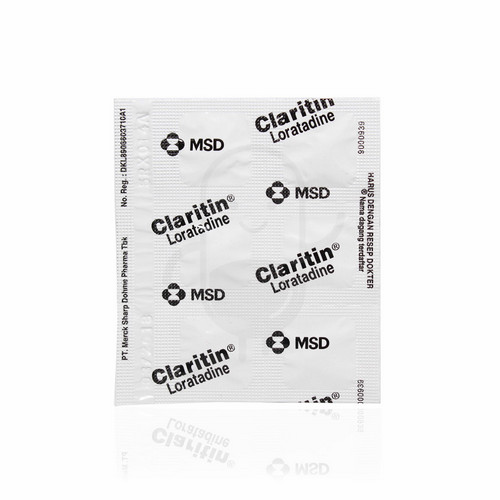 No. Reg. : DKL8906603710A1
PT. Merck Sharp Dohme Pharma Tbk
Claritin®
Loratadine
MSD
MSD
Claritin®
Loratadine
Claritin®
Loratadine
MSD
MSD
Claritin®
Loratadine
HARUS DENGAN RESEP DOKTER
® Nama dagang terdaftar